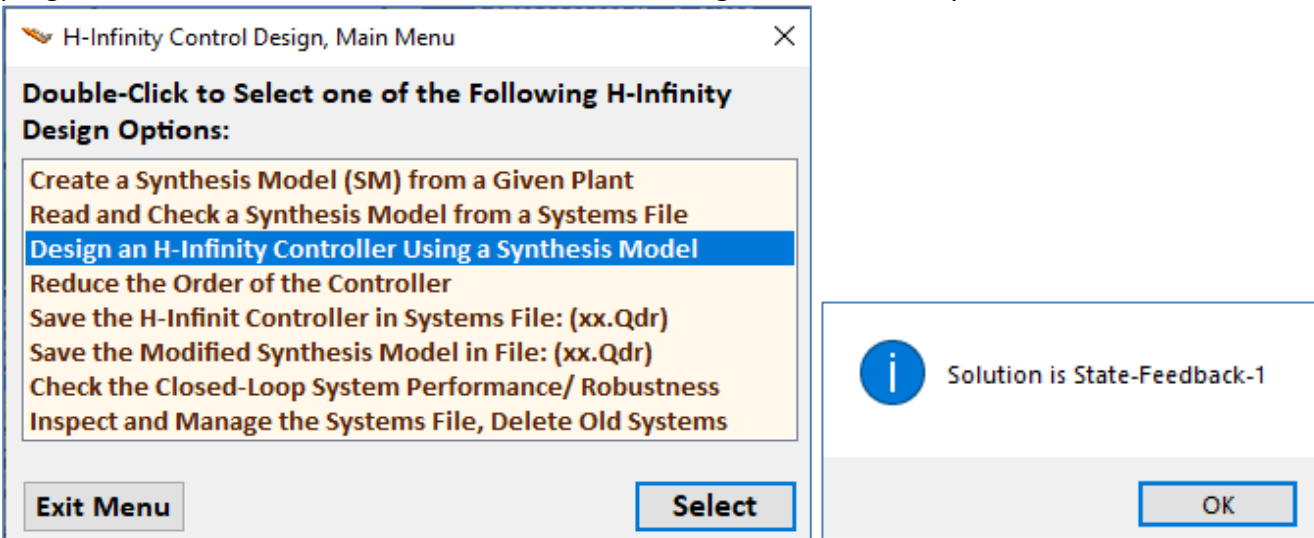 H-Infinity Control Design, Main Menu
Double-Click to Select one of the Following H-Infinity
Design Options:
Create a Synthesis Model (SM) from a Given Plant
Read and Check a Synthesis Model from a Systems File
Design an H-Infinity Controller Using a Synthesis Model
Reduce the Order of the Controller
Save the H-Infinit Controller in Systems File: (xx.Qdr)
Save the Modified Synthesis Model in File: (xx.Qdr)
Check the Closed-Loop System Performance/ Robustness
Inspect and Manage the Systems File, Delete Old Systems
Exit Menu
Select
Solution is State-Feedback-1
OK